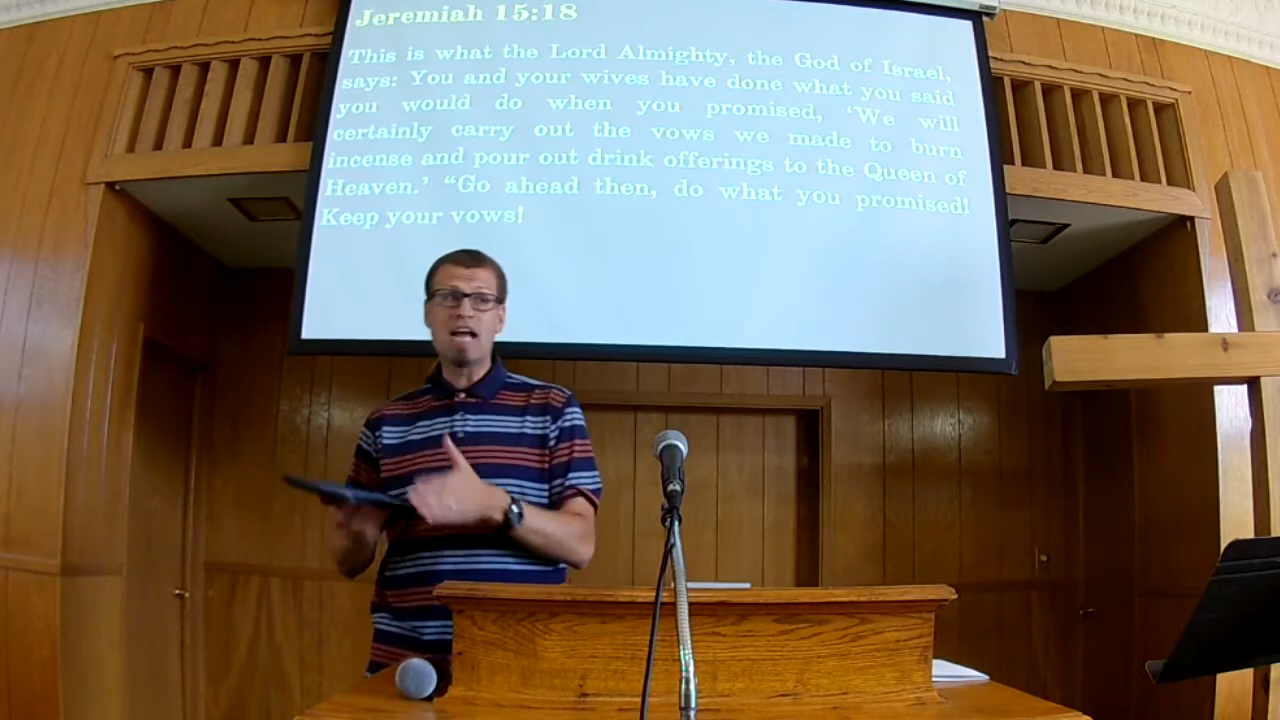 Jeremiah 15:18
This is what the Lord Almighty, the God of Israel,
says: You and your wives have done what you said
you would do when you promised, ‘We will
certainly carry out the vows we made to burn
incense and pour out drink offerings to the Queen of
Heaven.’ “Go ahead then, do what you promised!
Keep your vows!